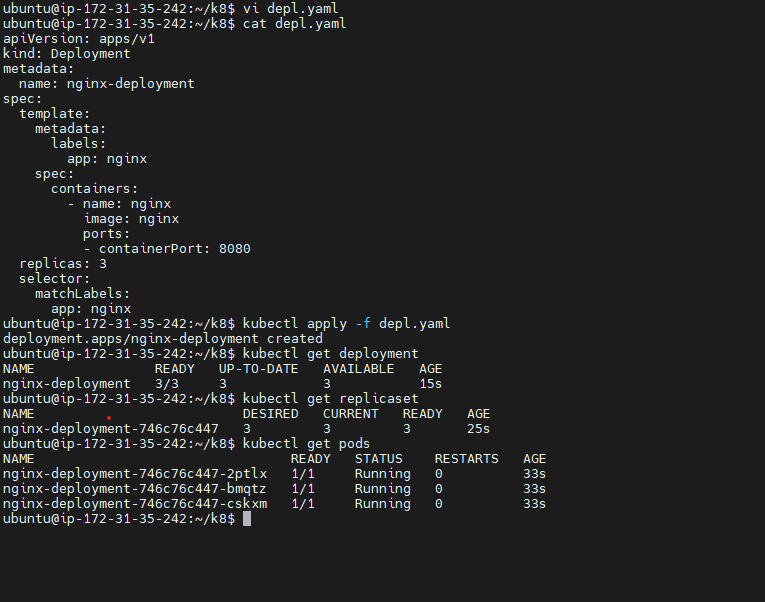 ubuntu@ip-172-31-35-242:~/k8$ vi depl.yaml
ubuntu@ip-172-31-35-242:~/k8$ cat depl.yaml
apiVersion: apps/v1
kind: Deployment
metadata:
  name: nginx-deployment
spec:
  template:
    metadata:
      labels:
        app: nginx
    spec:
      containers:
        - name: nginx
          image: nginx
          ports:
          - containerPort: 8080
  replicas: 3
  selector:
    matchLabels:
      app: nginx
ubuntu@ip-172-31-35-242:~/k8$ kubectl apply -f depl.yaml
deployment.apps/nginx-deployment created
ubuntu@ip-172-31-35-242:~/k8$ kubectl get deployment
NAME               READY   UP-TO-DATE   AVAILABLE   AGE
nginx-deployment   3/3     3            3           15s
ubuntu@ip-172-31-35-242:~/k8$ kubectl get replicaset
NAME                          DESIRED   CURRENT   READY   AGE
nginx-deployment-746c76c447   3         3         3       25s
ubuntu@ip-172-31-35-242:~/k8$ kubectl get pods
NAME                                READY   STATUS    RESTARTS   AGE
nginx-deployment-746c76c447-2ptlx   1/1     Running   0          33s
nginx-deployment-746c76c447-bmqtz   1/1     Running   0          33s
nginx-deployment-746c76c447-cskxm   1/1     Running   0          33s
ubuntu@ip-172-31-35-242:~/k8$